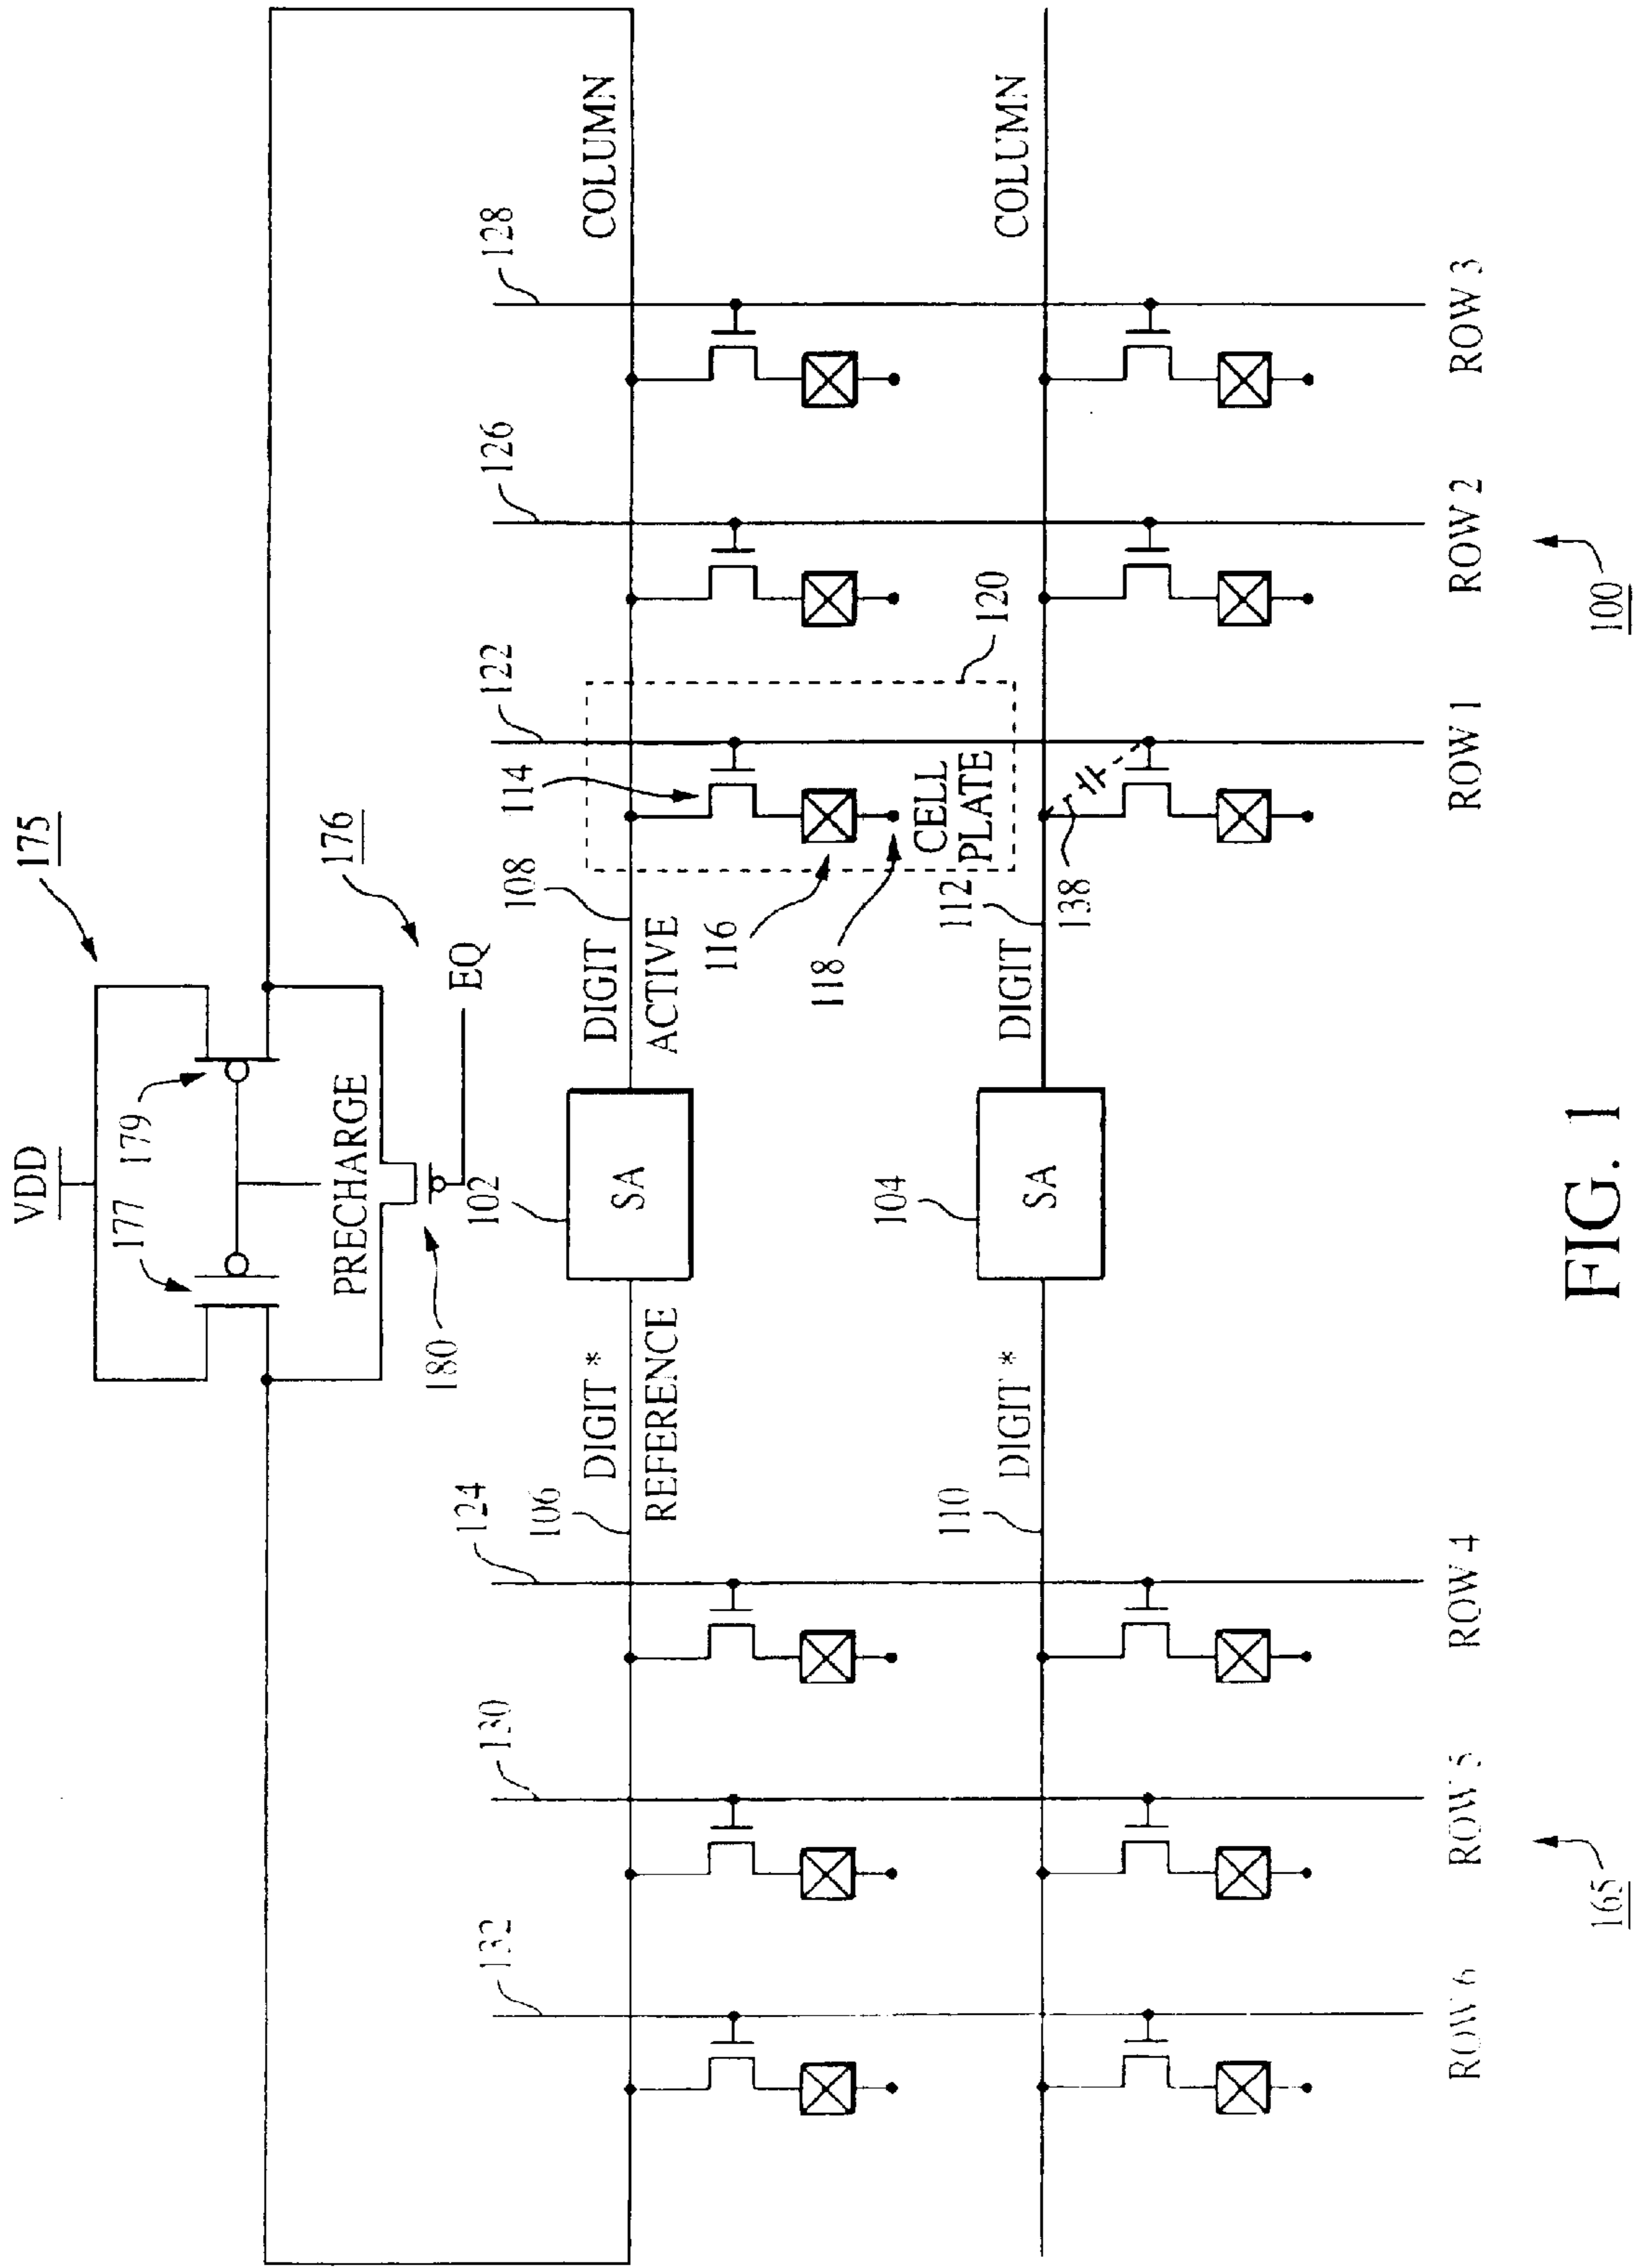 VDD
175
177
179
PRECHARGE
176
EQ
180
102
SA
132
130
124
106
DIGIT *
REFERENCE
DIGIT
ACTIVE
108
122
126
128
COLUMN
114
116
118
CELL
PLATE
120
104
SA
110
DIGIT *
DIGIT
112
138
COLUMN
ROW 6
ROW 5
ROW 4
ROW 1
ROW 2
ROW 3
165
100
FIG. 1